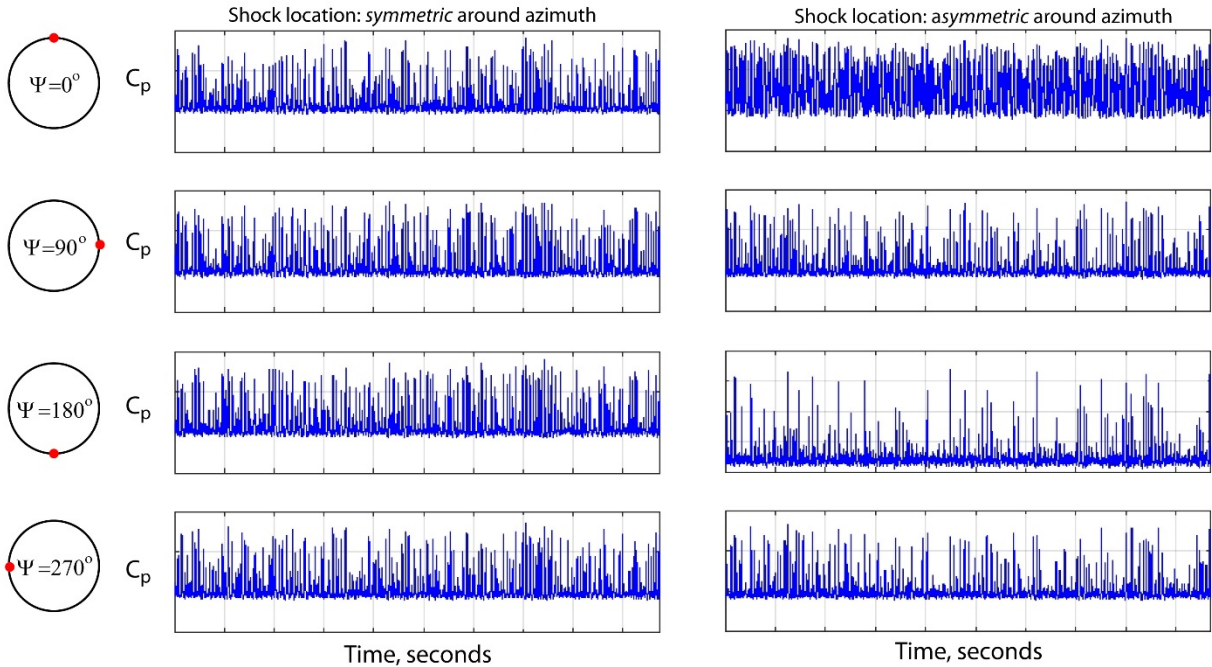 Shock location: symmetric around azimuth
Shock location: asymmetric around azimuth
Ψ=0°
Cp
Ψ=90°
Cp
Ψ=180°
Cp
Ψ=270°
Cp
Time, seconds
Time, seconds